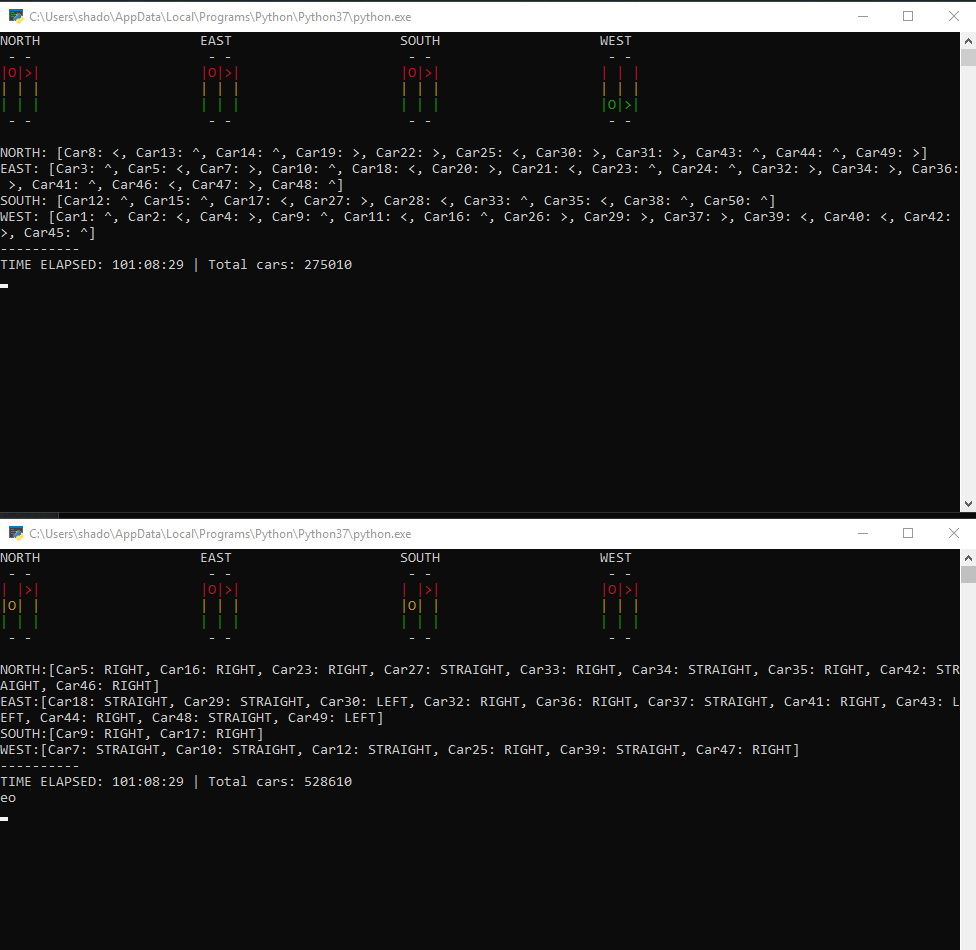 C:\Users\shado\AppData\Local\Programs\Python\Python37\python.exe
NORTH                    EAST                     SOUTH                    WEST
 - -                      - -                      - -                      - -
|O|>|                    |O|>|                    |O|>|                    | | |
| | |                    | | |                    | | |                    | | |
| | |                    | | |                    | | |                    |O|>|
 - -                      - -                      - -                      - -
NORTH: [Car8: <, Car13: ^, Car14: ^, Car19: >, Car22: >, Car25: <, Car30: >, Car31: >, Car43: ^, Car44: ^, Car49: >]
EAST: [Car3: ^, Car5: <, Car7: >, Car10: ^, Car18: <, Car20: >, Car21: <, Car23: ^, Car24: ^, Car32: >, Car34: >, Car36:
 >, Car41: ^, Car46: <, Car47: >, Car48: ^]
SOUTH: [Car12: ^, Car15: ^, Car17: <, Car27: >, Car28: <, Car33: ^, Car35: <, Car38: ^, Car50: ^]
WEST: [Car1: ^, Car2: <, Car4: >, Car9: ^, Car11: <, Car16: ^, Car26: >, Car29: >, Car37: >, Car39: <, Car40: <, Car42:
>, Car45: ^]
----------
TIME ELAPSED: 101:08:29 | Total cars: 275010
C:\Users\shado\AppData\Local\Programs\Python\Python37\python.exe
NORTH                    EAST                     SOUTH                    WEST
 - -                      - -                      - -                      - -
| |>|                    |O|>|                    | |>|                    |O|>|
|O| |                    | | |                    |O| |                    | | |
| | |                    | | |                    | | |                    | | |
 - -                      - -                      - -                      - -
NORTH:[Car5: RIGHT, Car16: RIGHT, Car23: RIGHT, Car27: STRAIGHT, Car33: RIGHT, Car34: STRAIGHT, Car35: RIGHT, Car42: STR
AIGHT, Car46: RIGHT]
EAST:[Car18: STRAIGHT, Car29: STRAIGHT, Car30: LEFT, Car32: RIGHT, Car36: RIGHT, Car37: STRAIGHT, Car41: RIGHT, Car43: L
EFT, Car44: RIGHT, Car48: STRAIGHT, Car49: LEFT]
SOUTH:[Car9: RIGHT, Car17: RIGHT]
WEST:[Car7: STRAIGHT, Car10: STRAIGHT, Car12: STRAIGHT, Car25: RIGHT, Car39: STRAIGHT, Car47: RIGHT]
----------
TIME ELAPSED: 101:08:29 | Total cars: 528610
eo